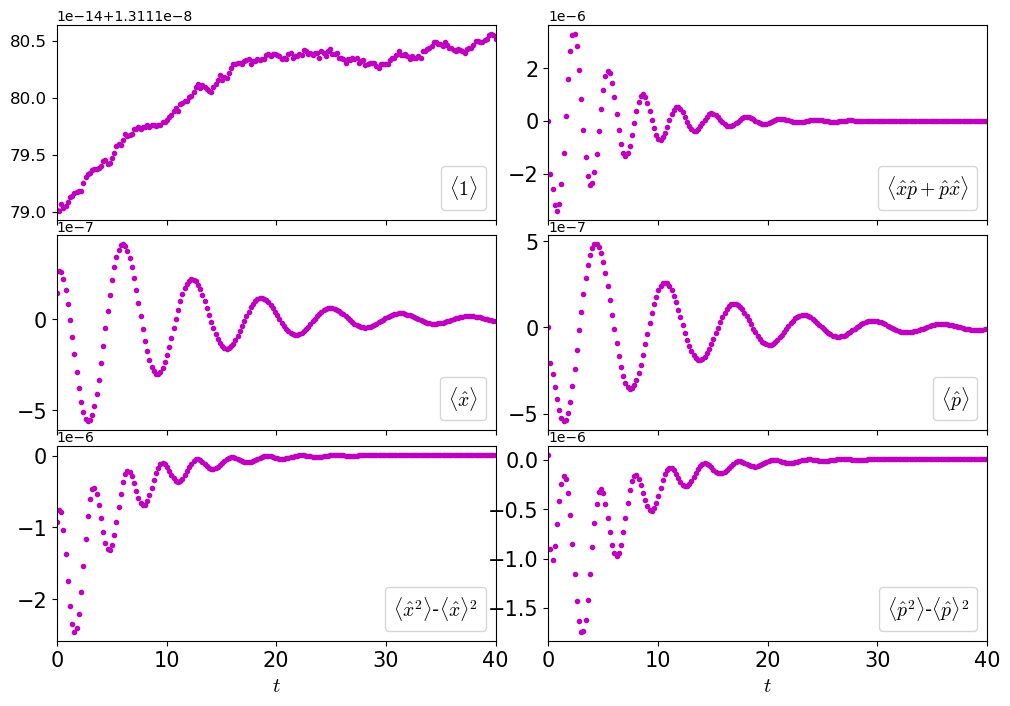 1e−14+1.3111e−8
80.5
80.0
79.5
79.0
⟨1⟩
1e−6
2
0
−2
⟨x̂p̂ + p̂x̂⟩
1e−7
0
−5
⟨x̂⟩
1e−7
5
0
−5
⟨p̂⟩
1e−6
0
−1
−2
⟨x̂²⟩-⟨x̂⟩²
0 10 20 30 40
t
1e−6
0.0
−0.5
−1.0
−1.5
⟨p̂²⟩-⟨p̂⟩²
0 10 20 30 40
t